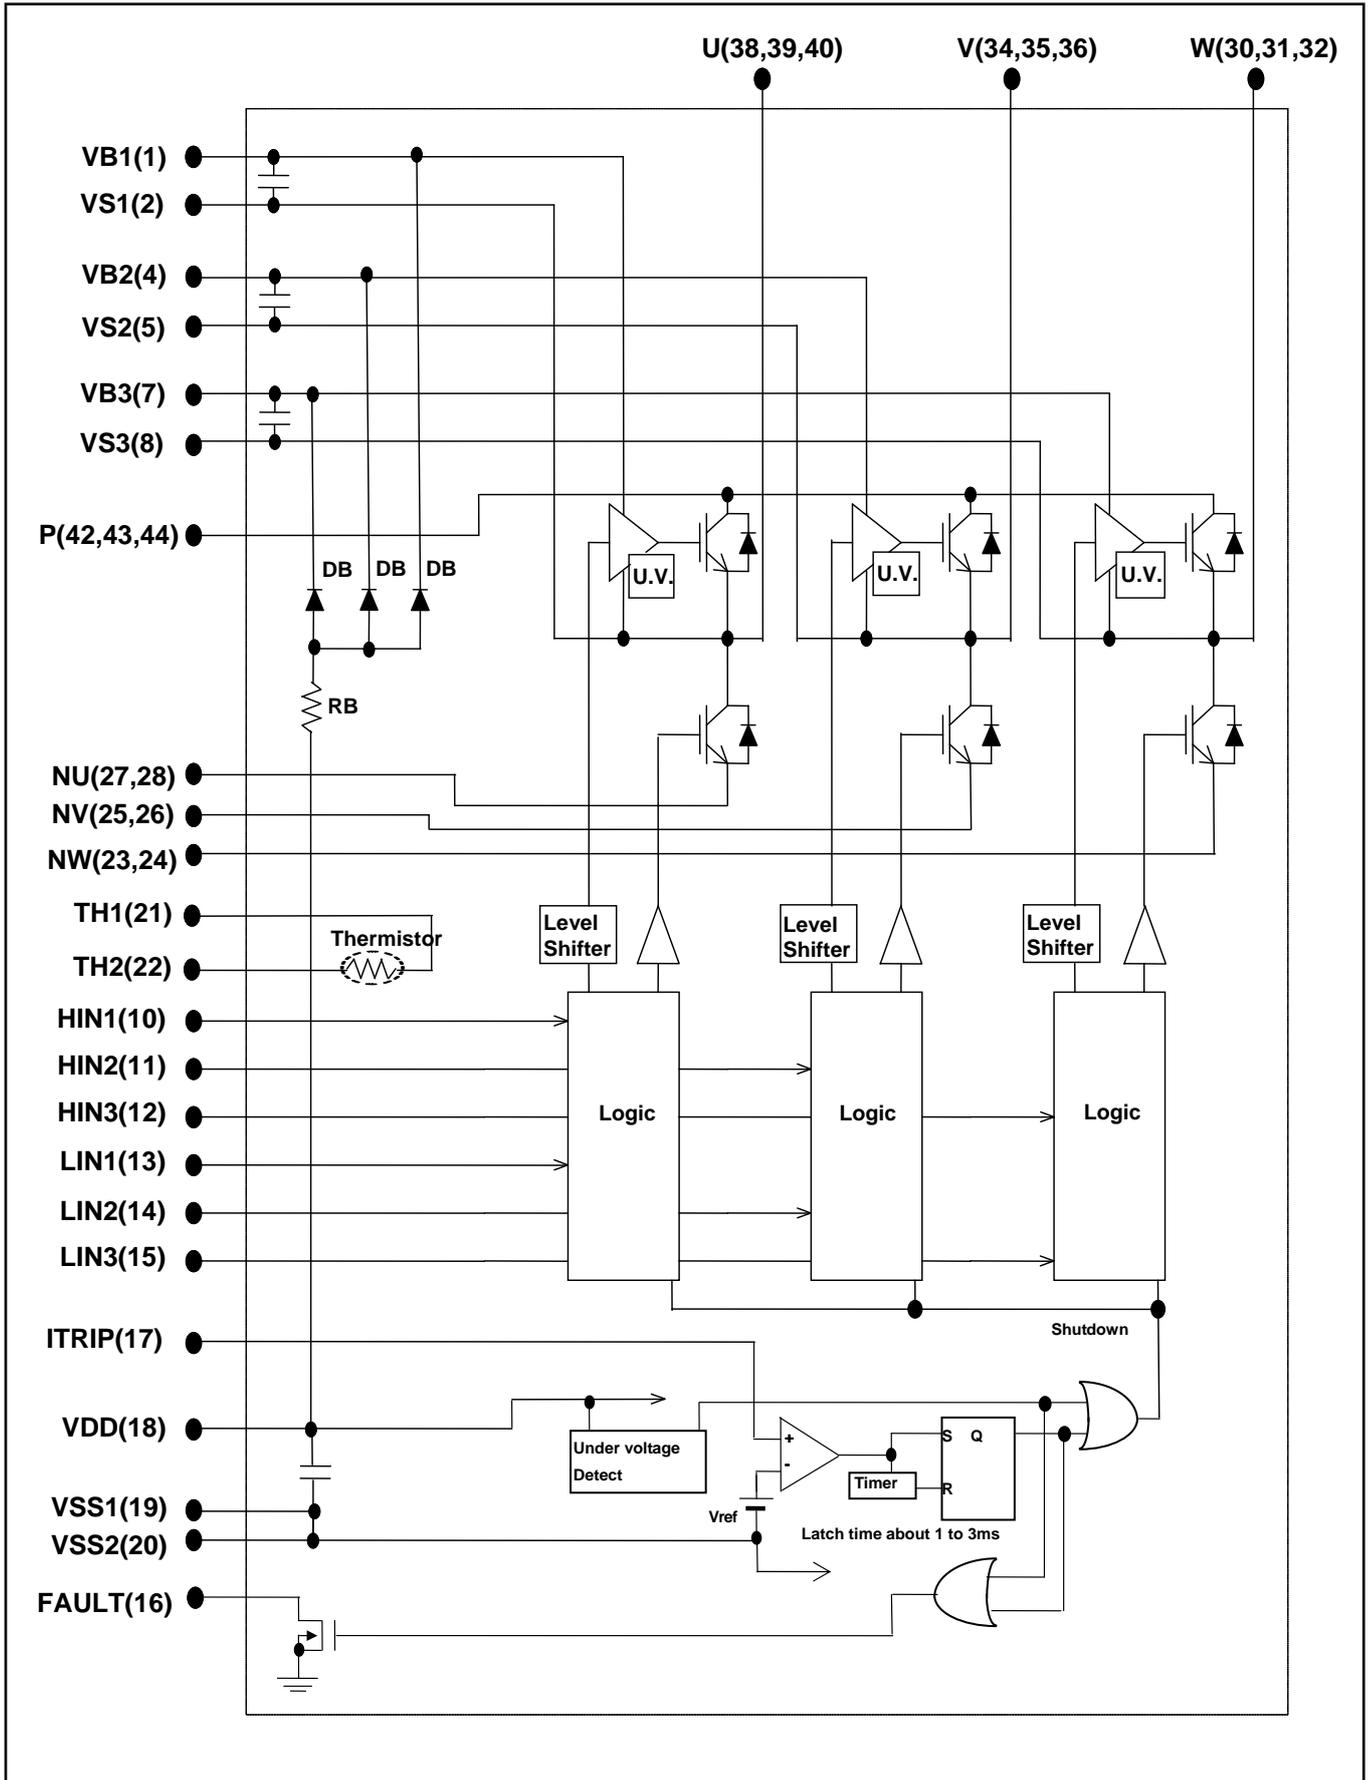 U(38,39,40) V(34,35,36) W(30,31,32)
VB1(1)
VS1(2)
VB2(4)
VS2(5)
VB3(7)
VS3(8)
P(42,43,44)
U.V. U.V. U.V.
DB DB DB
RB
NU(27,28)
NV(25,26)
NW(23,24)
TH1(21)
Thermistor
TH2(22)
Level
Shifter
Level
Shifter
Level
Shifter
HIN1(10)
HIN2(11)
HIN3(12)
Logic Logic Logic
LIN1(13)
LIN2(14)
LIN3(15)
ITRIP(17)
Shutdown
VDD(18)
Under voltage
Detect
+
-
S Q
R
Timer
Vref
Latch time about 1 to 3ms
VSS1(19)
VSS2(20)
FAULT(16)